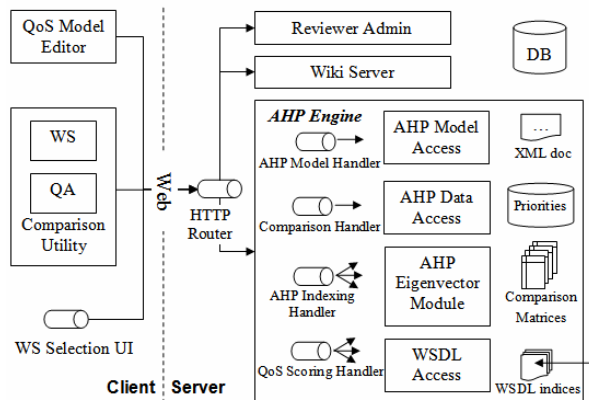 QoS Model
Editor
WS
QA
Comparison
Utility
WS Selection UI
Client
Web
HTTP
Router
Server
Reviewer Admin
Wiki Server
DB
AHP Engine
AHP Model Handler
AHP Model
Access
...
XML doc
Comparison Handler
AHP Data
Access
Priorities
AHP Indexing
Handler
AHP
Eigenvector
Module
Comparison
Matrices
QoS Scoring Handler
WSDL
Access
WSDL indices